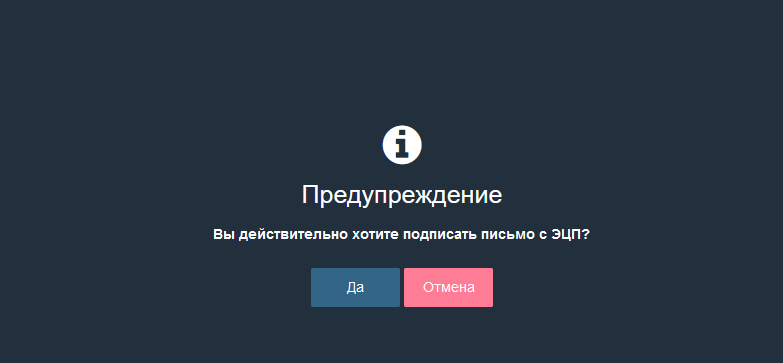 Предупреждение
Вы действительно хотите подписать письмо с ЭЦП?
Да Отмена